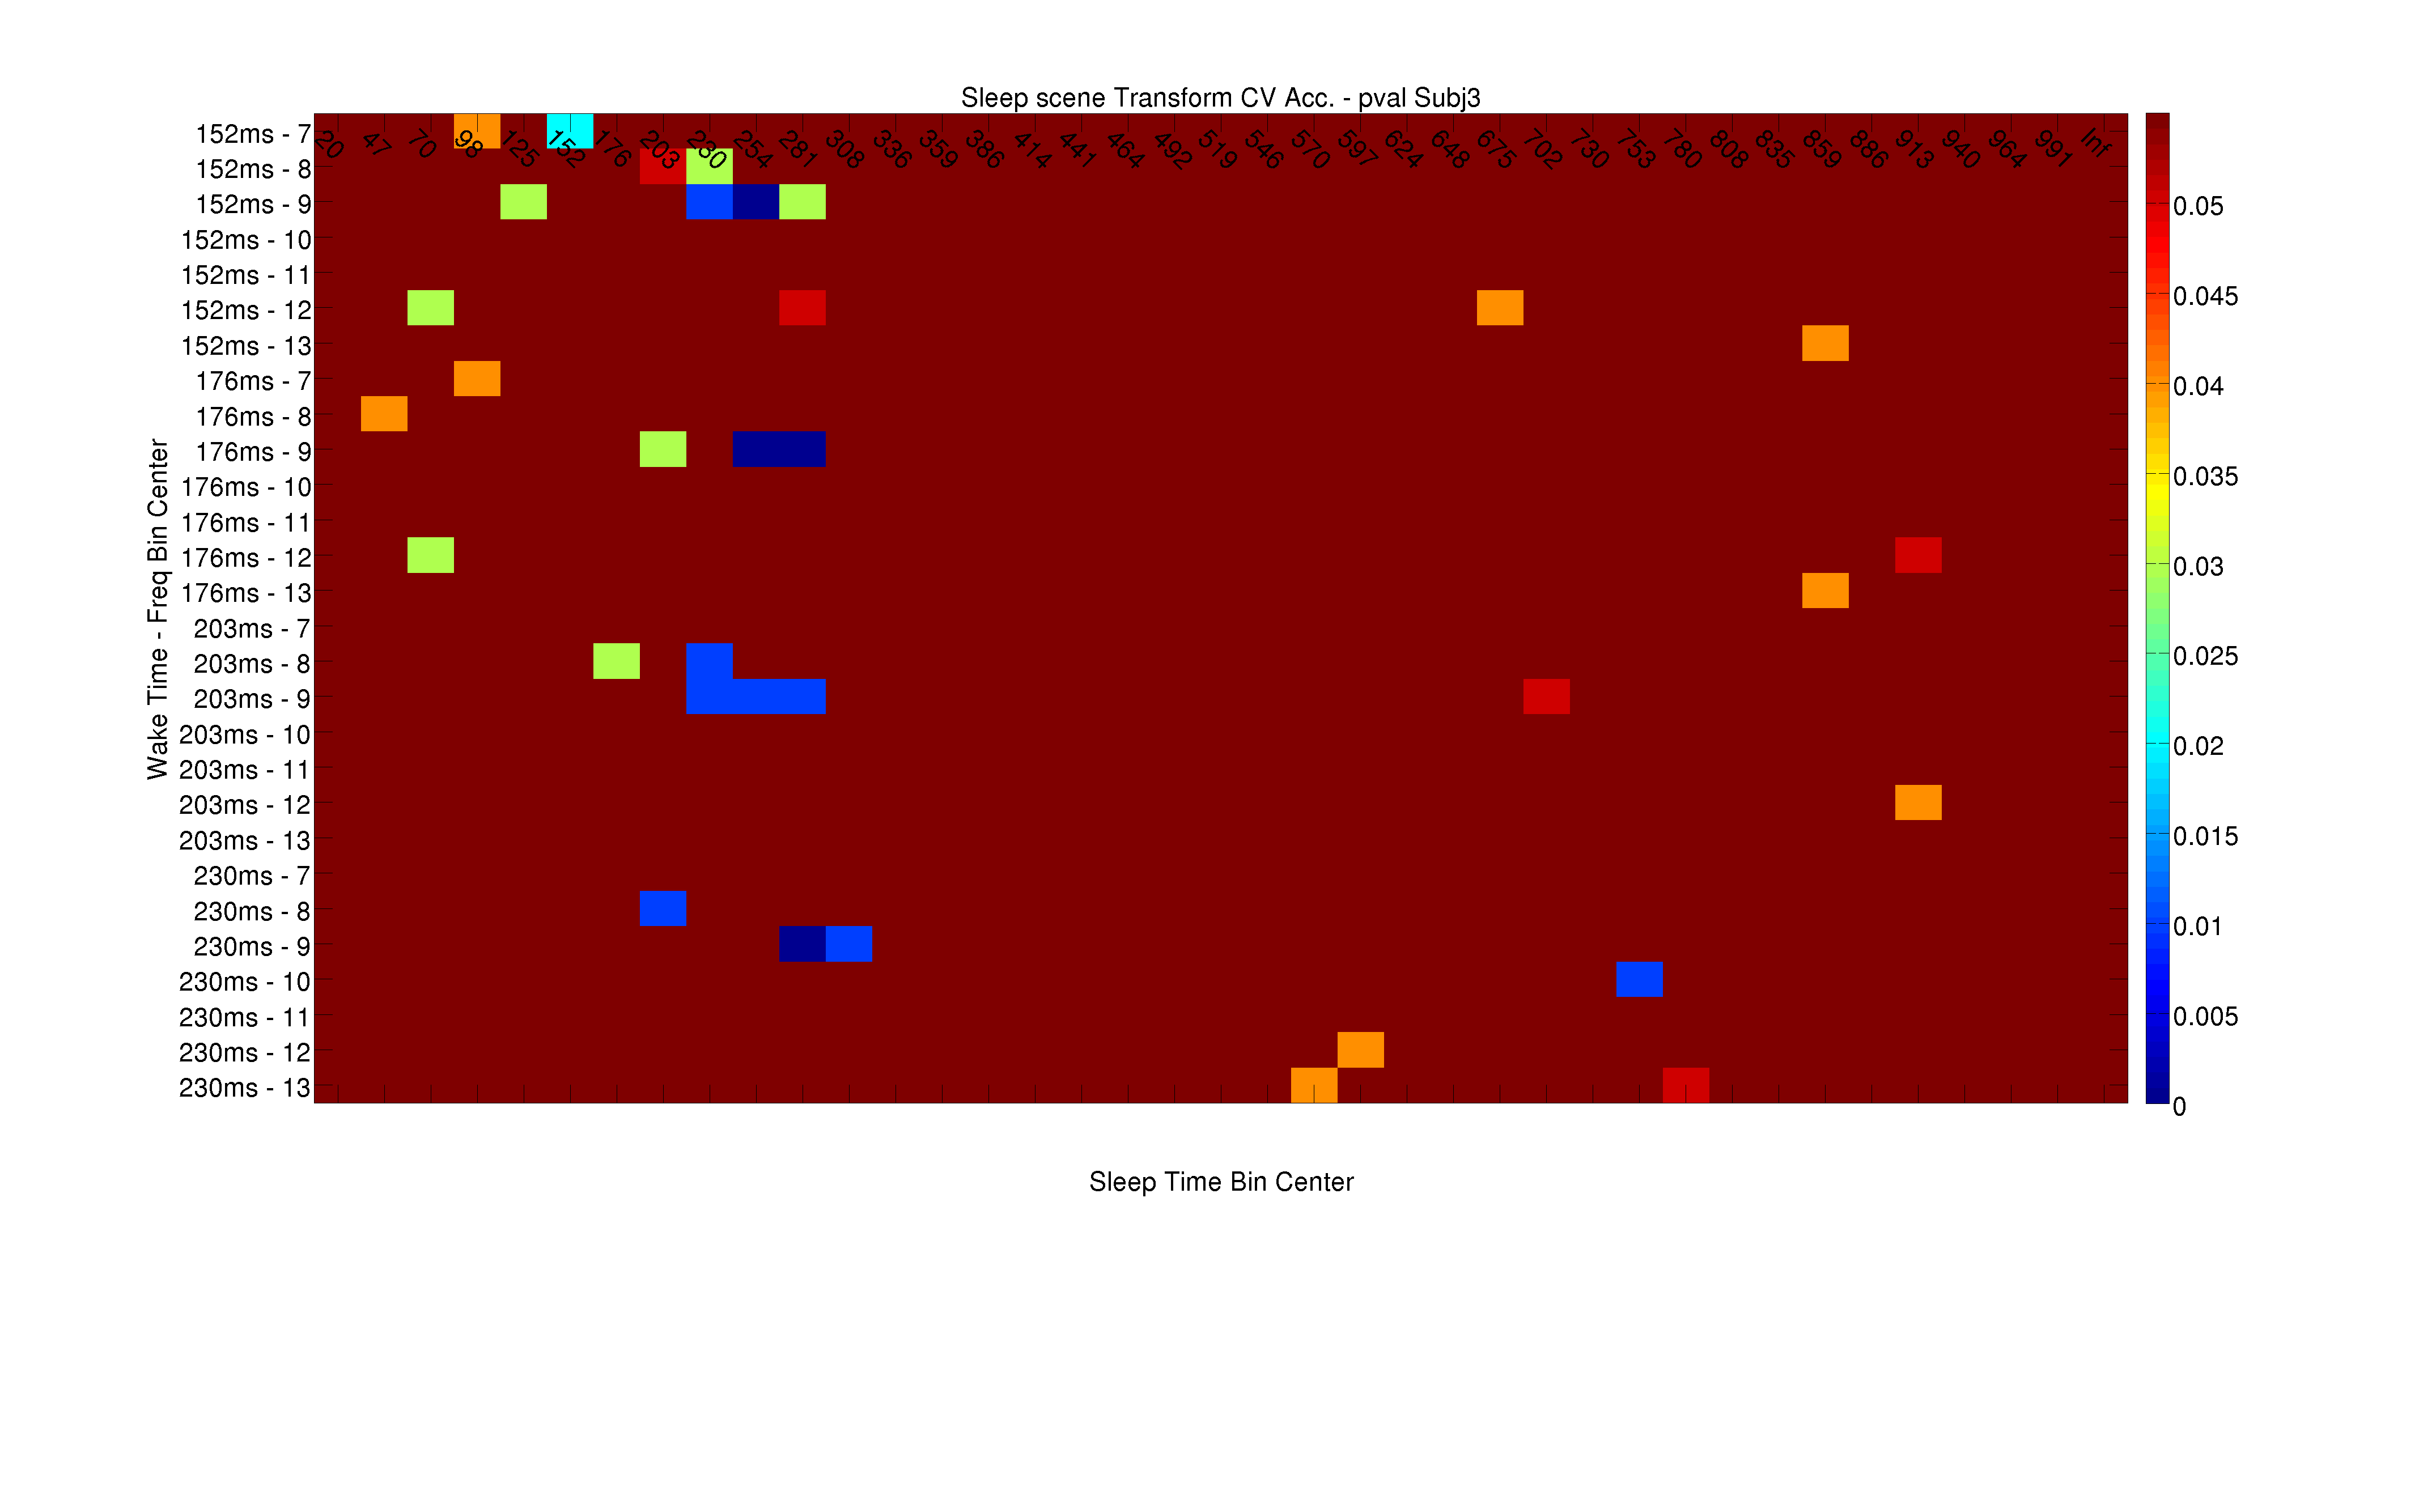 Sleep scene Transform CV Acc. - pval Subj3
152ms - 7
152ms - 8
152ms - 9
152ms - 10
152ms - 11
152ms - 12
152ms - 13
176ms - 7
176ms - 8
176ms - 9
176ms - 10
176ms - 11
176ms - 12
176ms - 13
203ms - 7
203ms - 8
203ms - 9
203ms - 10
203ms - 11
203ms - 12
203ms - 13
230ms - 7
230ms - 8
230ms - 9
230ms - 10
230ms - 11
230ms - 12
230ms - 13
Wake Time - Freq Bin Center
20 47 70 98 125 152 176 203 230 254 281 308 336 359 386 414 441 464 492 519 546 570 597 624 648 675 702 730 753 780 808 835 859 886 913 940 964 991 Inf
0.05
0.045
0.04
0.035
0.03
0.025
0.02
0.015
0.01
0.005
0
Sleep Time Bin Center